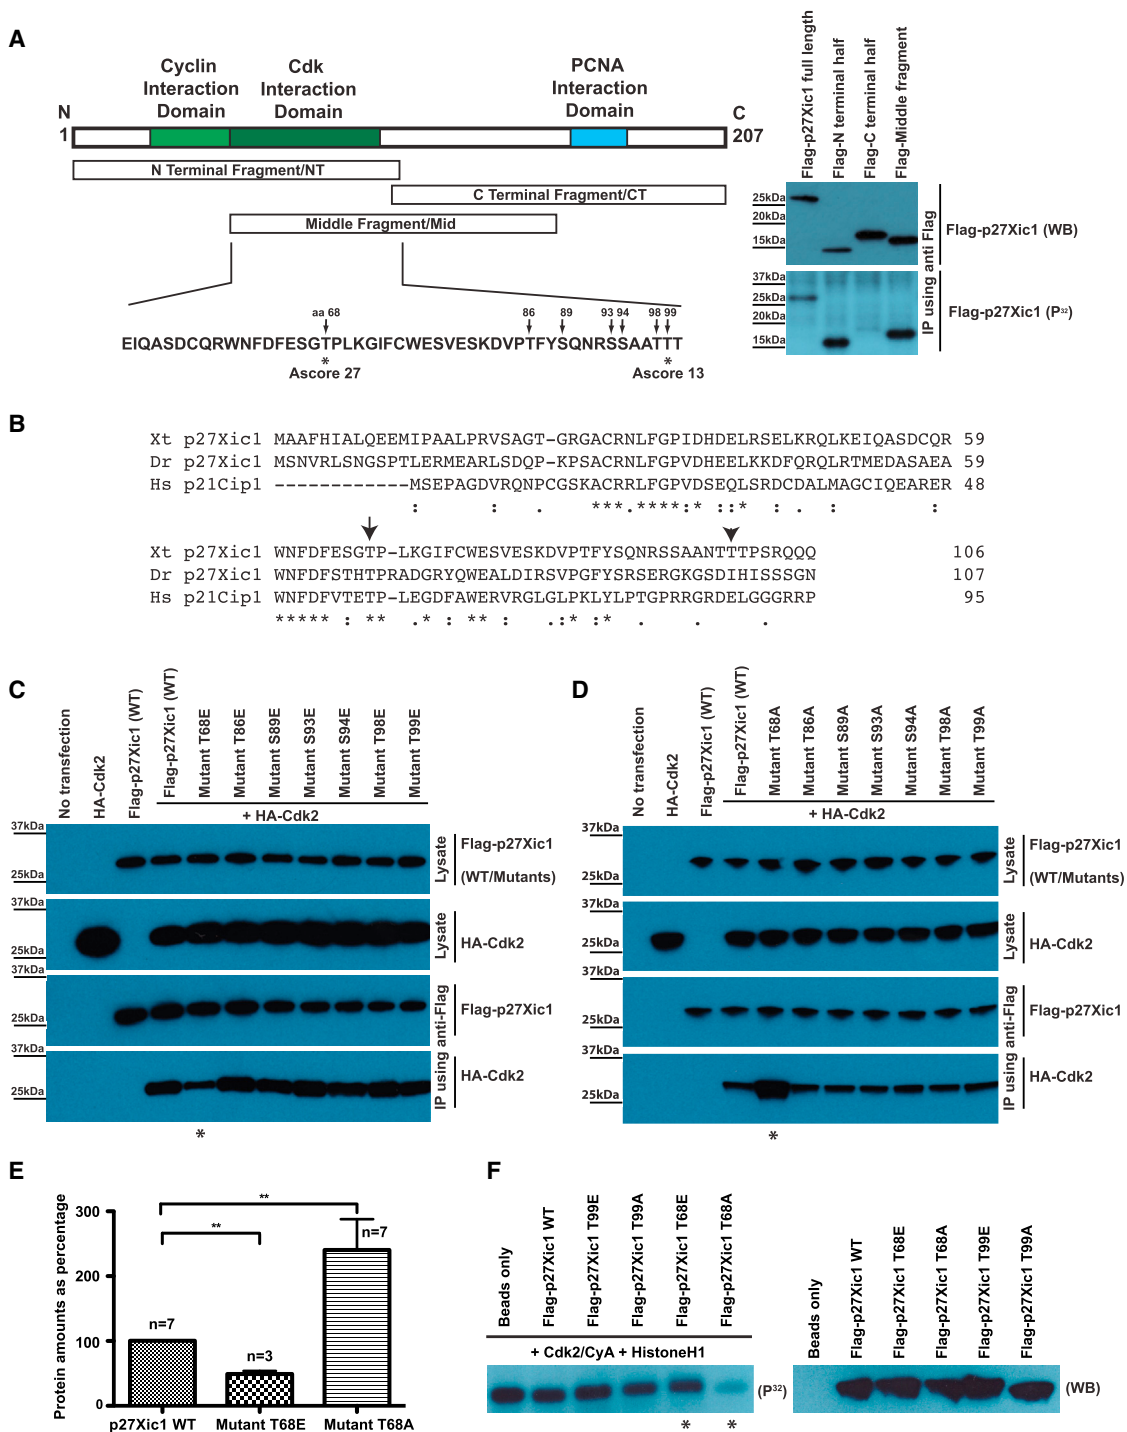 A
Cyclin
Interaction
Domain
Cdk
Interaction
Domain
PCNA
Interaction
Domain
N
1
C
207
N Terminal Fragment/NT
C Terminal Fragment/CT
Middle Fragment/Mid
aa 68
86
89
93 94
98 99
EIQASDCQRWNFDFESGTPLKGIFCWESVESKDVPTFYSQNRSSAATTT
*
*
Ascore 27
Ascore 13
Flag-p27Xic1 full length
Flag-N terminal half
Flag-C terminal half
Flag-Middle fragment
25kDa
20kDa
15kDa
37kDa
25kDa
20kDa
15kDa
IP using anti Flag
Flag-p27Xic1 (WB)
Flag-p27Xic1 (P32)
B
Xt p27Xic1 MAAFHIALQEEMIPAALPRVSAGT-GRGACRNLFGPIDHDELRSELKRQLKEIQASDCQR 59
Dr p27Xic1 MSNVRLSNGSPTLERMEARLSDQP-KPSACRNLFGPVDHEELKKDFQRQLRTMEDASAEA 59
Hs p21Cip1 ------------MSEPAGDVRQNPCGSKACRRLFGPVDSEQLSRDCDALMAGCIQEARER 48
: : . ***.****:* ::* . : :
Xt p27Xic1 WNFDFESGTP-LKGIFCWESVESKDVPTFYSQNRSSAANTTTPSRQQQ 106
Dr p27Xic1 WNFDFSTHTPRADGRYQWEALDIRSVPGFYSRSERGKGSDIHISSSGN 107
Hs p21Cip1 WNFDFVTETP-LEGDFAWERVRGLGLPKLYLPTGPRRGRDELGGGRRP 95
***** : ** .* : ** : .:* :* . . .
C
No transfection
HA-Cdk2
Flag-p27Xic1 (WT)
Flag-p27Xic1 (WT)
Mutant T68E
Mutant T86E
Mutant S89E
Mutant S93E
Mutant S94E
Mutant T98E
Mutant T99E
+ HA-Cdk2
37kDa
25kDa
37kDa
25kDa
37kDa
25kDa
37kDa
25kDa
Lysate
Flag-p27Xic1
(WT/Mutants)
Lysate
HA-Cdk2
IP using anti-Flag
Flag-p27Xic1
HA-Cdk2
*
D
No transfection
HA-Cdk2
Flag-p27Xic1 (WT)
Flag-p27Xic1 (WT)
Mutant T68A
Mutant T86A
Mutant S89A
Mutant S93A
Mutant S94A
Mutant T98A
Mutant T99A
+ HA-Cdk2
37kDa
25kDa
37kDa
25kDa
37kDa
25kDa
37kDa
25kDa
Lysate
Flag-p27Xic1
(WT/Mutants)
Lysate
HA-Cdk2
IP using anti-Flag
Flag-p27Xic1
HA-Cdk2
*
E
Protein amounts as percentage
300
200
100
0
**
**
n=7
n=3
n=7
p27Xic1 WT
Mutant T68E
Mutant T68A
F
Beads only
Flag-p27Xic1 WT
Flag-p27Xic1 T99E
Flag-p27Xic1 T99A
Flag-p27Xic1 T68E
Flag-p27Xic1 T68A
+ Cdk2/CyA + HistoneH1
(P32)
* *
Beads only
Flag-p27Xic1 WT
Flag-p27Xic1 T68E
Flag-p27Xic1 T68A
Flag-p27Xic1 T99E
Flag-p27Xic1 T99A
(WB)